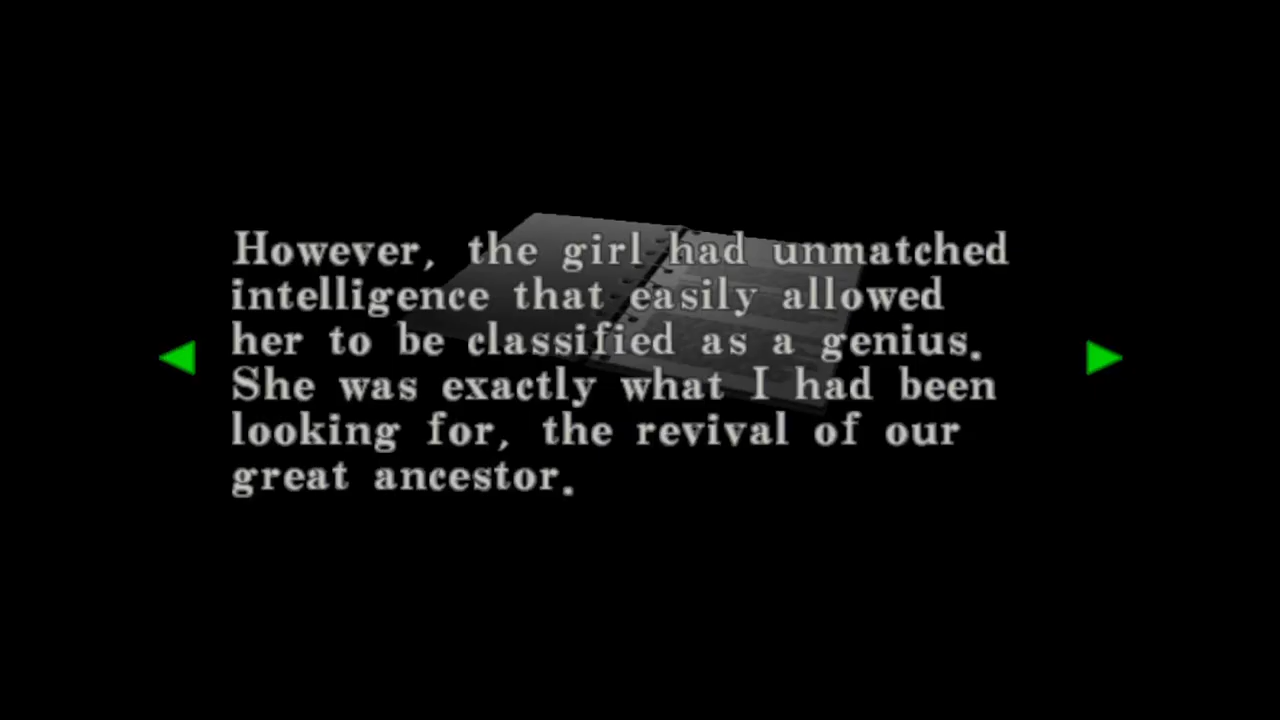 However, the girl had unmatched
intelligence that easily allowed
her to be classified as a genius.
She was exactly what I had been
looking for, the revival of our
great ancestor.